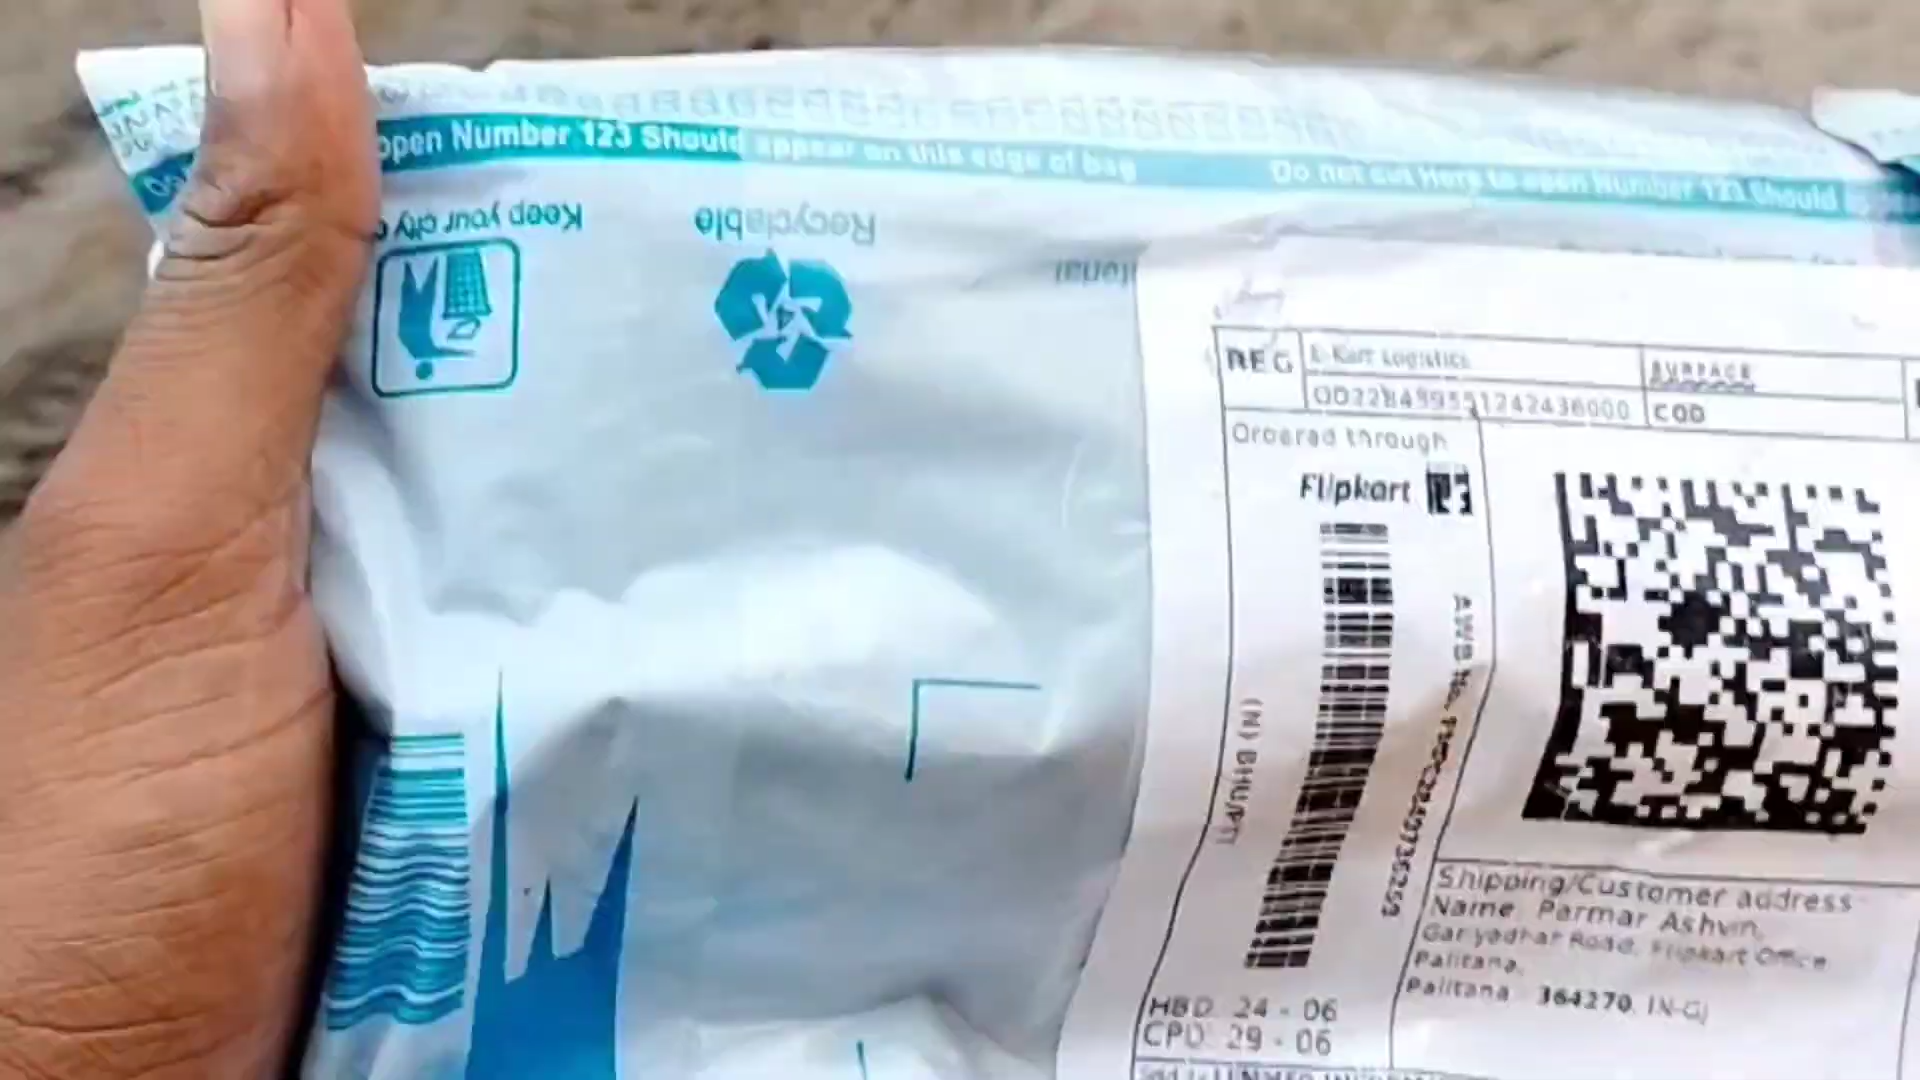 open Number 123 Should appear on this edge of bag
Do not cut Here to open Number 123 Should
Keep your city
Recyclable
REG
E-Kart Logistics
SURFACE
COD
Ordered through
Flipkart
AWB No.
(N) BHU/PTI
Shipping/Customer address
Name: Parmar Ashvin,
Gariyadhar Road, Flipkart Office
Palitana,
Palitana 364270, IN-GJ
HBD: 24 - 06
CPD: 29 - 06